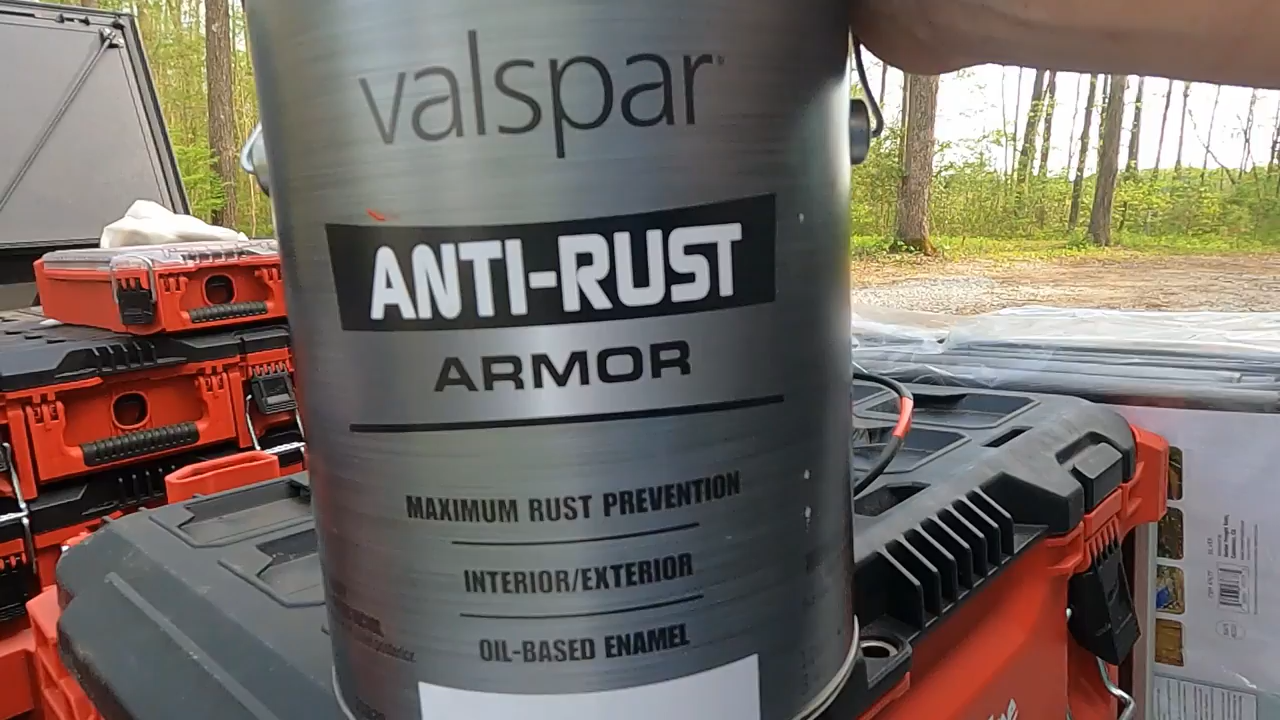 valspar
ANTI-RUST
ARMOR
MAXIMUM RUST PREVENTION
INTERIOR/EXTERIOR
OIL-BASED ENAMEL